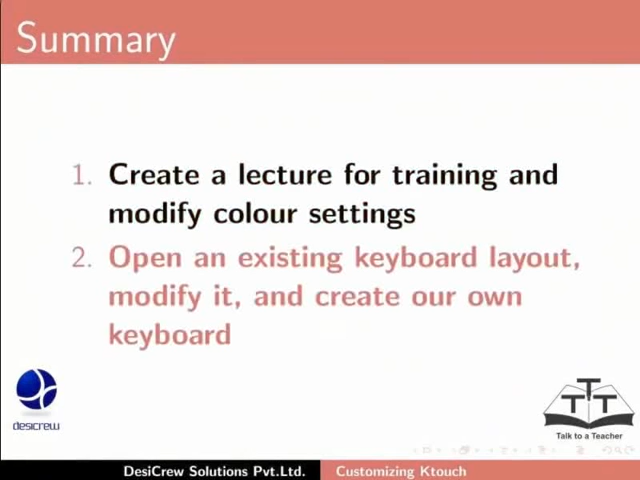 Summary
1. Create a lecture for training and
modify colour settings
2. Open an existing keyboard layout,
modify it, and create our own
keyboard
desicrew
TTT
Talk to a Teacher
DesiCrew Solutions Pvt.Ltd. Customizing Ktouch